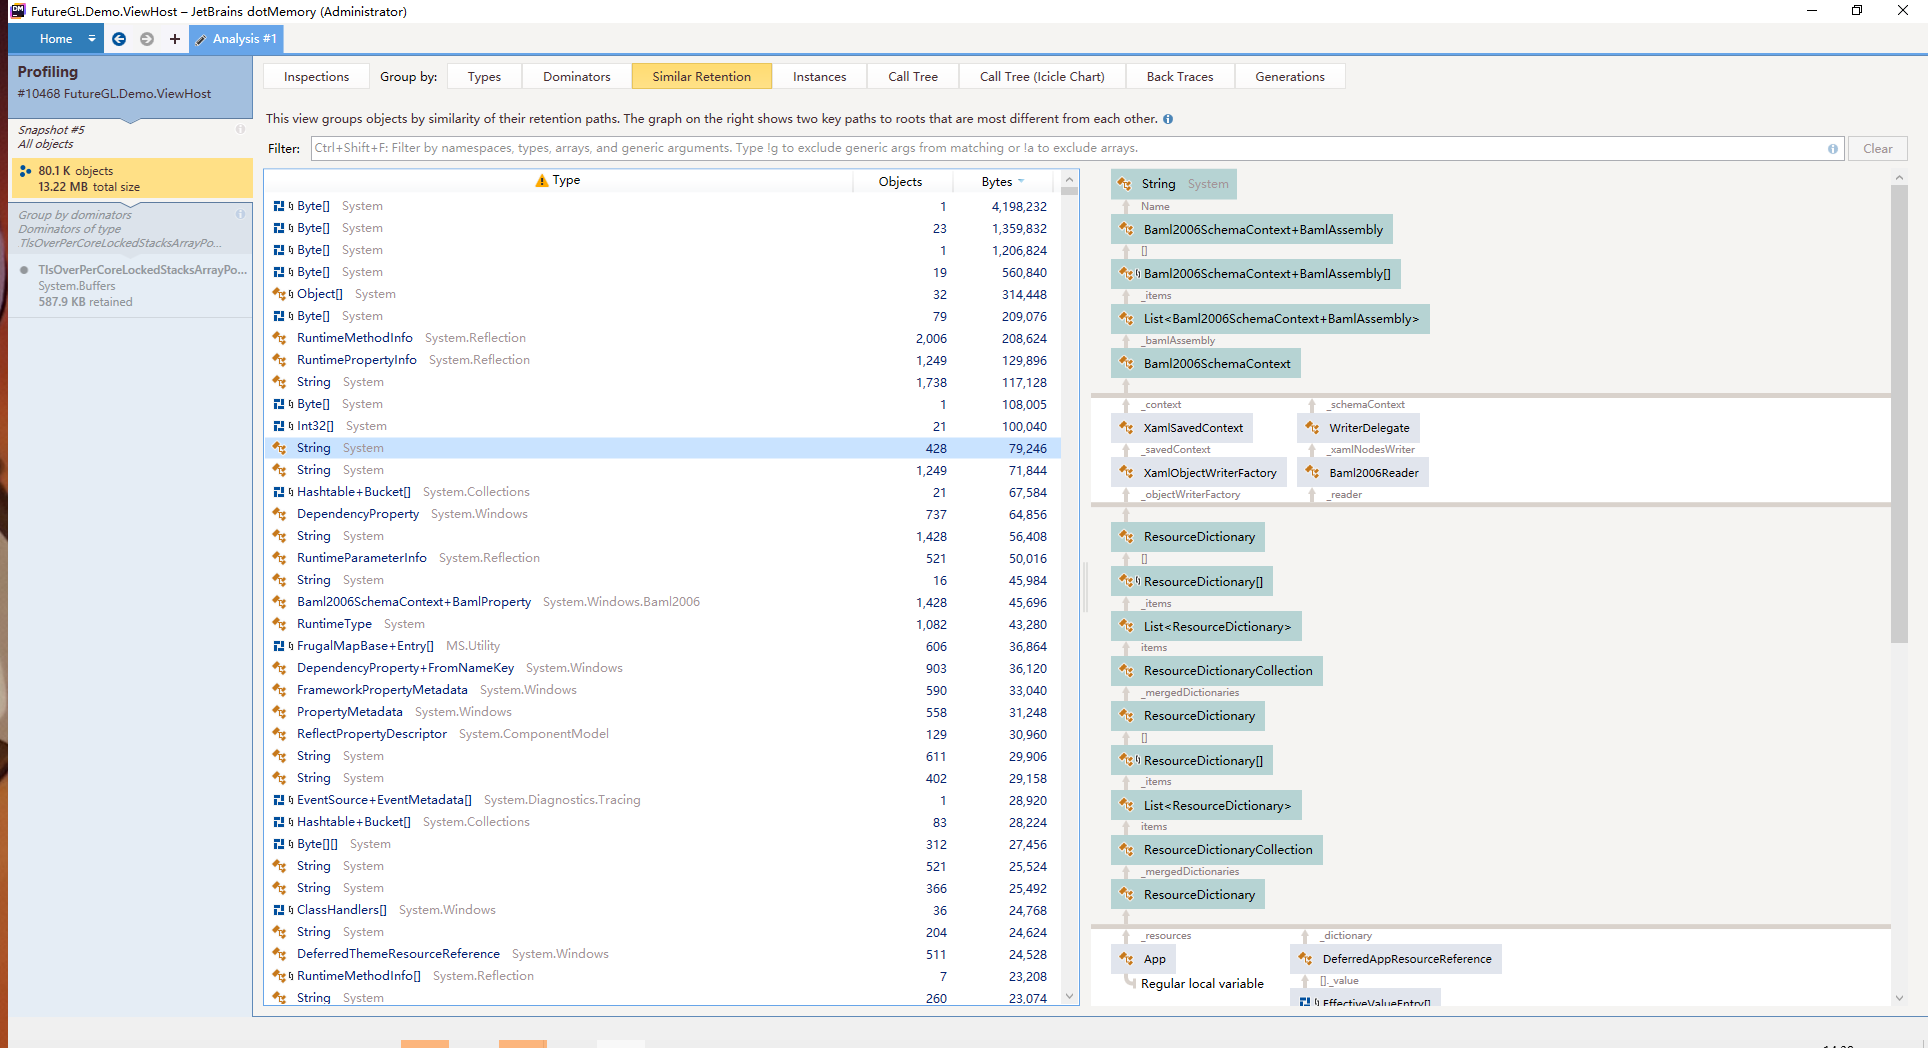 FutureGL.Demo.ViewHost – JetBrains dotMemory (Administrator)
Home
Analysis #1
Profiling
#10468 FutureGL.Demo.ViewHost
Snapshot #5
All objects
80.1 K objects
13.22 MB total size
Group by dominators
Dominators of type
TlsOverPerCoreLockedStacksArrayPo...
TlsOverPerCoreLockedStacksArrayPo...
System.Buffers
587.9 KB retained
Inspections Group by: Types Dominators Similar Retention Instances Call Tree Call Tree (Icicle Chart) Back Traces Generations
This view groups objects by similarity of their retention paths. The graph on the right shows two key paths to roots that are most different from each other.
Filter: Ctrl+Shift+F: Filter by namespaces, types, arrays, and generic arguments. Type !g to exclude generic args from matching or !a to exclude arrays. Clear
Type Objects Bytes
Byte[] System 1 4,198,232
Byte[] System 23 1,359,832
Byte[] System 1 1,206,824
Byte[] System 19 560,840
Object[] System 32 314,448
Byte[] System 79 209,076
RuntimeMethodInfo System.Reflection 2,006 208,624
RuntimePropertyInfo System.Reflection 1,249 129,896
String System 1,738 117,128
Byte[] System 1 108,005
Int32[] System 21 100,040
String System 428 79,246
String System 1,249 71,844
Hashtable+Bucket[] System.Collections 21 67,584
DependencyProperty System.Windows 737 64,856
String System 1,428 56,408
RuntimeParameterInfo System.Reflection 521 50,016
String System 16 45,984
Baml2006SchemaContext+BamlProperty System.Windows.Baml2006 1,428 45,696
RuntimeType System 1,082 43,280
FrugalMapBase+Entry[] MS.Utility 606 36,864
DependencyProperty+FromNameKey System.Windows 903 36,120
FrameworkPropertyMetadata System.Windows 590 33,040
PropertyMetadata System.Windows 558 31,248
ReflectPropertyDescriptor System.ComponentModel 129 30,960
String System 611 29,906
String System 402 29,158
EventSource+EventMetadata[] System.Diagnostics.Tracing 1 28,920
Hashtable+Bucket[] System.Collections 83 28,224
Byte[][] System 312 27,456
String System 521 25,524
String System 366 25,492
ClassHandlers[] System.Windows 36 24,768
String System 204 24,624
DeferredThemeResourceReference System.Windows 511 24,528
RuntimeMethodInfo[] System.Reflection 7 23,208
String System 260 23,074
String System
Name
Baml2006SchemaContext+BamlAssembly
[]
Baml2006SchemaContext+BamlAssembly[]
_items
List<Baml2006SchemaContext+BamlAssembly>
_bamlAssembly
Baml2006SchemaContext
_context _schemaContext
XamlSavedContext WriterDelegate
_savedContext _xamlNodesWriter
XamlObjectWriterFactory Baml2006Reader
_objectWriterFactory _reader
ResourceDictionary
[]
ResourceDictionary[]
_items
List<ResourceDictionary>
items
ResourceDictionaryCollection
_mergedDictionaries
ResourceDictionary
[]
ResourceDictionary[]
_items
List<ResourceDictionary>
items
ResourceDictionaryCollection
_mergedDictionaries
ResourceDictionary
_resources _dictionary
App DeferredAppResourceReference
Regular local variable []._value
EffectiveValueEntry[]